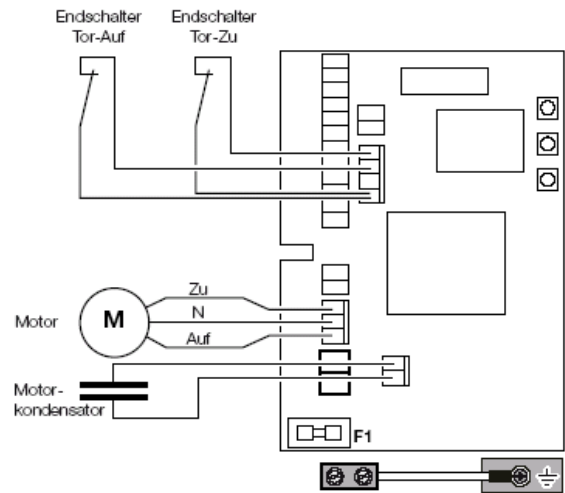 Endschalter
Tor-Auf
Endschalter
Tor-Zu
Zu
N
Auf
Motor
M
Motor-
kondensator
F1